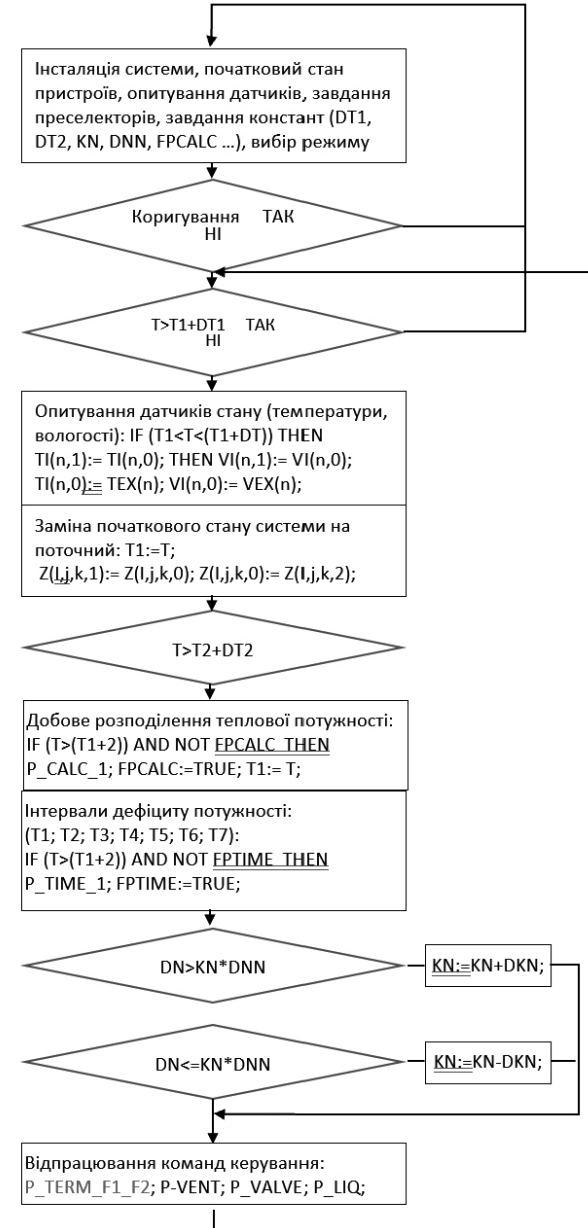 Інсталяція системи, початковий стан
пристроїв, опитування датчиків, завдання
преселекторів, завдання констант (DT1,
DT2, KN, DNN, FPCALC ...), вибір режиму
Коригування ТАК
НІ
T>T1+DT1 ТАК
НІ
Опитування датчиків стану (температури,
вологості): IF (T1<T<(T1+DT)) THEN
TI(n,1):= TI(n,0); THEN VI(n,1):= VI(n,0);
TI(n,0):= TEX(n); VI(n,0):= VEX(n);
Заміна початкового стану системи на
поточний: T1:=T;
Z(I,j,k,1):= Z(I,j,k,0); Z(I,j,k,0):= Z(I,j,k,2);
T>T2+DT2
Добове розподілення теплової потужності:
IF (T>(T1+2)) AND NOT FPCALC THEN
P_CALC_1; FPCALC:=TRUE; T1:= T;
Інтервали дефіциту потужності:
(T1; T2; T3; T4; T5; T6; T7):
IF (T>(T1+2)) AND NOT FPTIME THEN
P_TIME_1; FPTIME:=TRUE;
DN>KN*DNN
KN:=KN+DKN;
DN<=KN*DNN
KN:=KN-DKN;
Відпрацювання команд керування:
P_TERM_F1_F2; P-VENT; P_VALVE; P_LIQ;